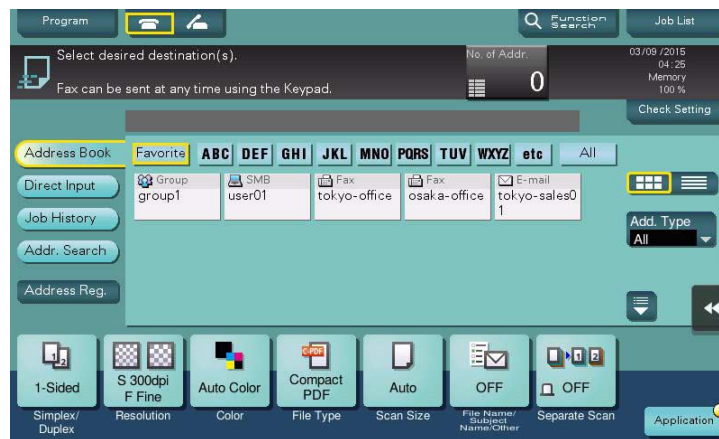 Program
Function
Search
Job List
Select desired destination(s).
No. of Addr.
0
03/09 /2015
04:25
Memory
100 %
Fax can be sent at any time using the Keypad.
Check Setting
Address Book
Favorite ABC DEF GHI JKL MNO PQRS TUV WXYZ etc All
Direct Input
Group
group1
SMB
user01
Fax
tokyo-office
Fax
osaka-office
E-mail
tokyo-sales0
1
Job History
Add. Type
All
Addr. Search
Address Reg.
1 2
1-Sided
Simplex/
Duplex
S 300dpi
F Fine
Resolution
Auto Color
Color
C-PDF
Compact
PDF
File Type
Auto
Scan Size
OFF
File Name/
Subject
Name/Other
1 2
OFF
Separate Scan
Application